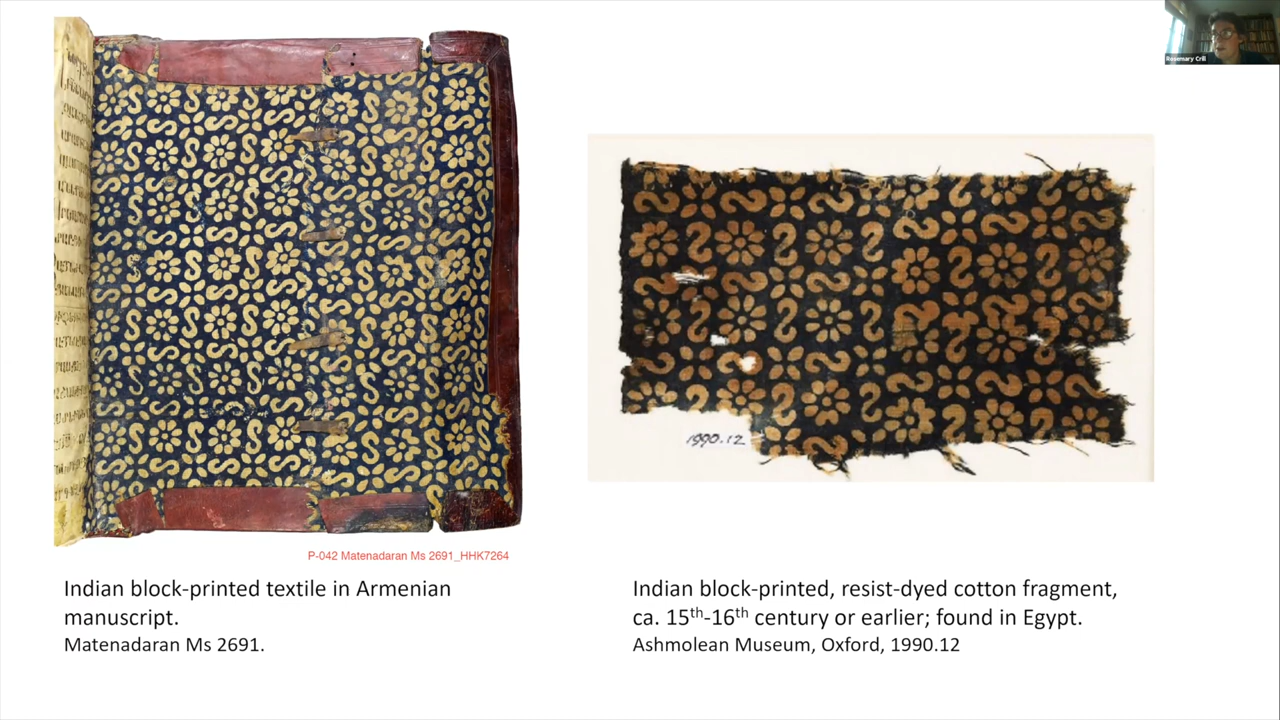 Rosemary Crill
1990.12
P-042 Matenadaran Ms 2691_HHK7264
Indian block-printed textile in Armenian
manuscript.
Matenadaran Ms 2691.
Indian block-printed, resist-dyed cotton fragment,
ca. 15th-16th century or earlier; found in Egypt.
Ashmolean Museum, Oxford, 1990.12